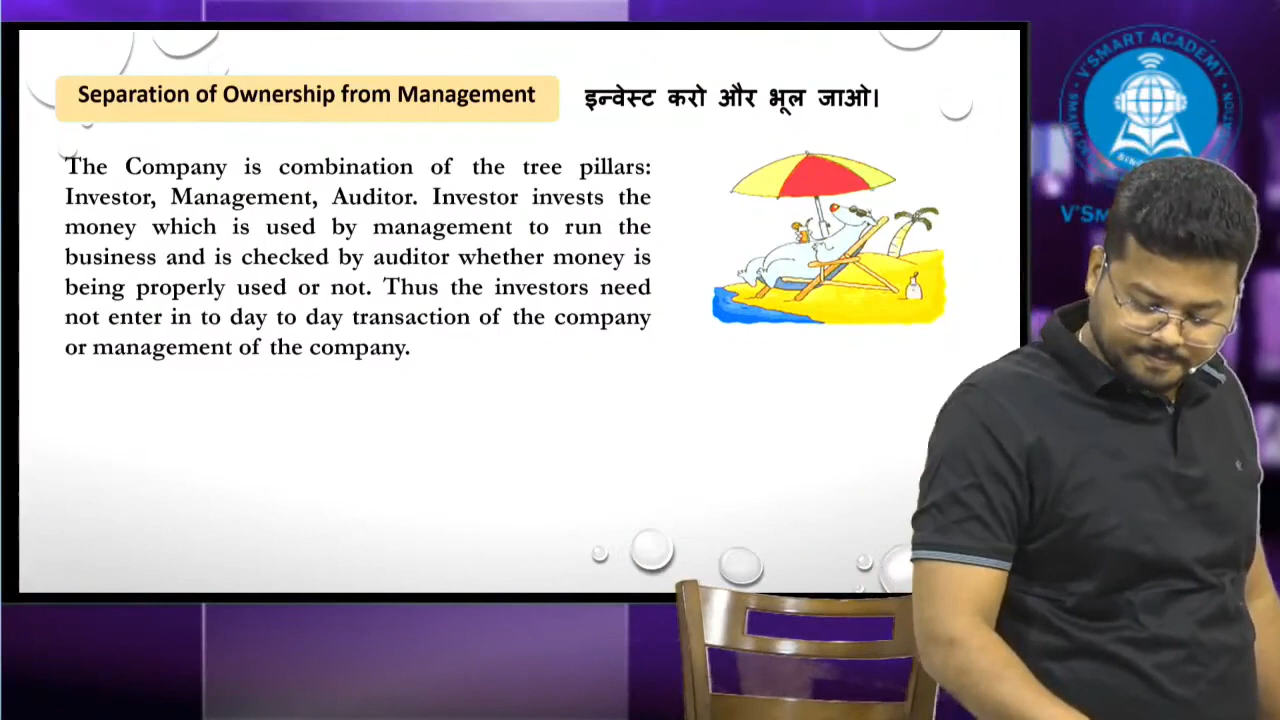 Separation of Ownership from Management
इन्वेस्ट करो और भूल जाओ।
The Company is combination of the tree pillars:
Investor, Management, Auditor. Investor invests the
money which is used by management to run the
business and is checked by auditor whether money is
being properly used or not. Thus the investors need
not enter in to day to day transaction of the company
or management of the company.
V'SMART ACADEMY
V'SM